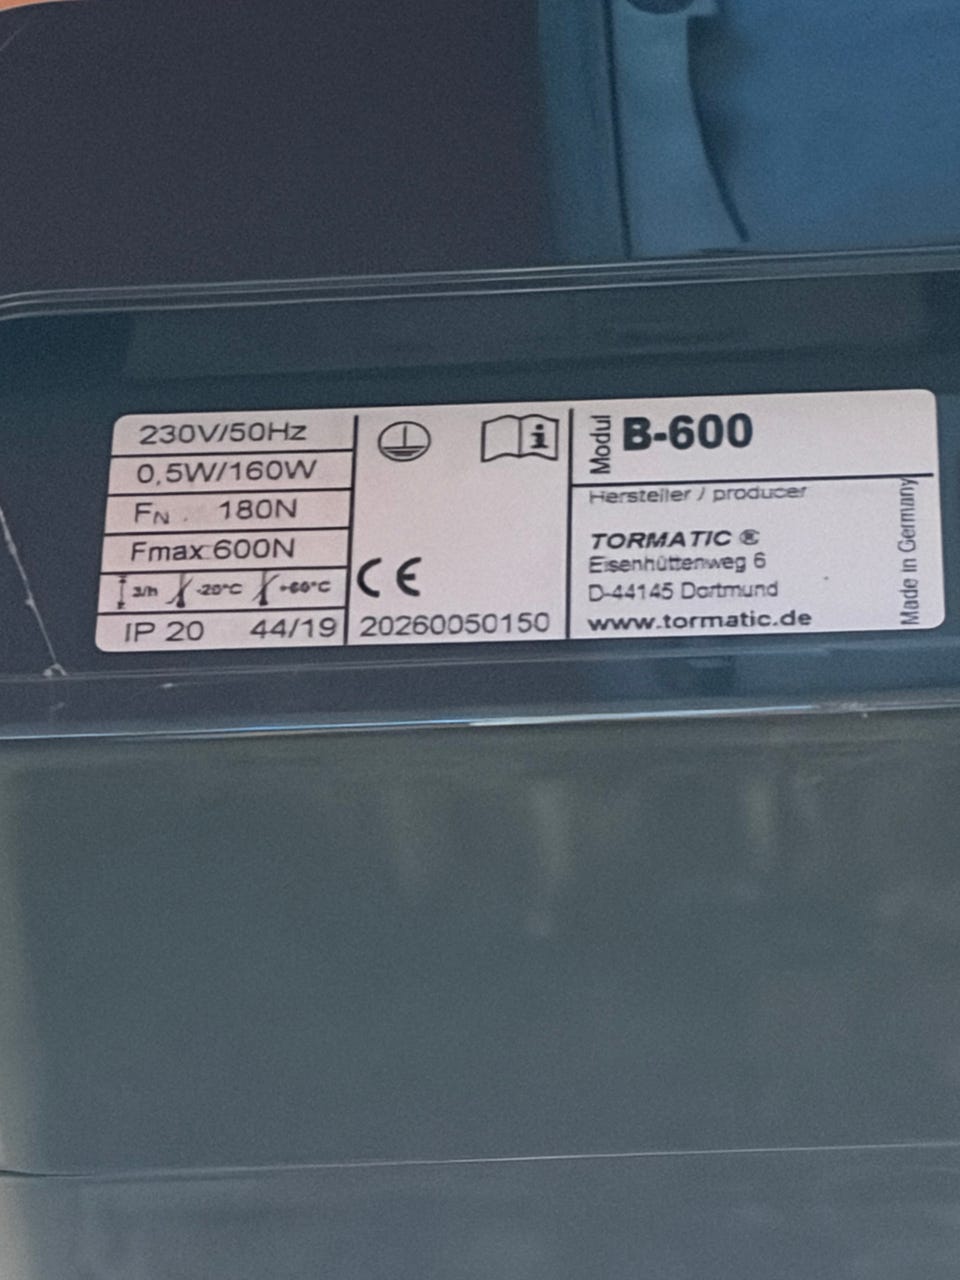 230V/50Hz
0,5W/160W
FN. 180N
Fmax:600N
3/h -20°C +60°C
IP 20 44/19
20260050150
Modul B-600
Hersteller / producer
TORMATIC ®
Eisenhüttenweg 6
D-44145 Dortmund
www.tormatic.de
Made in Germany